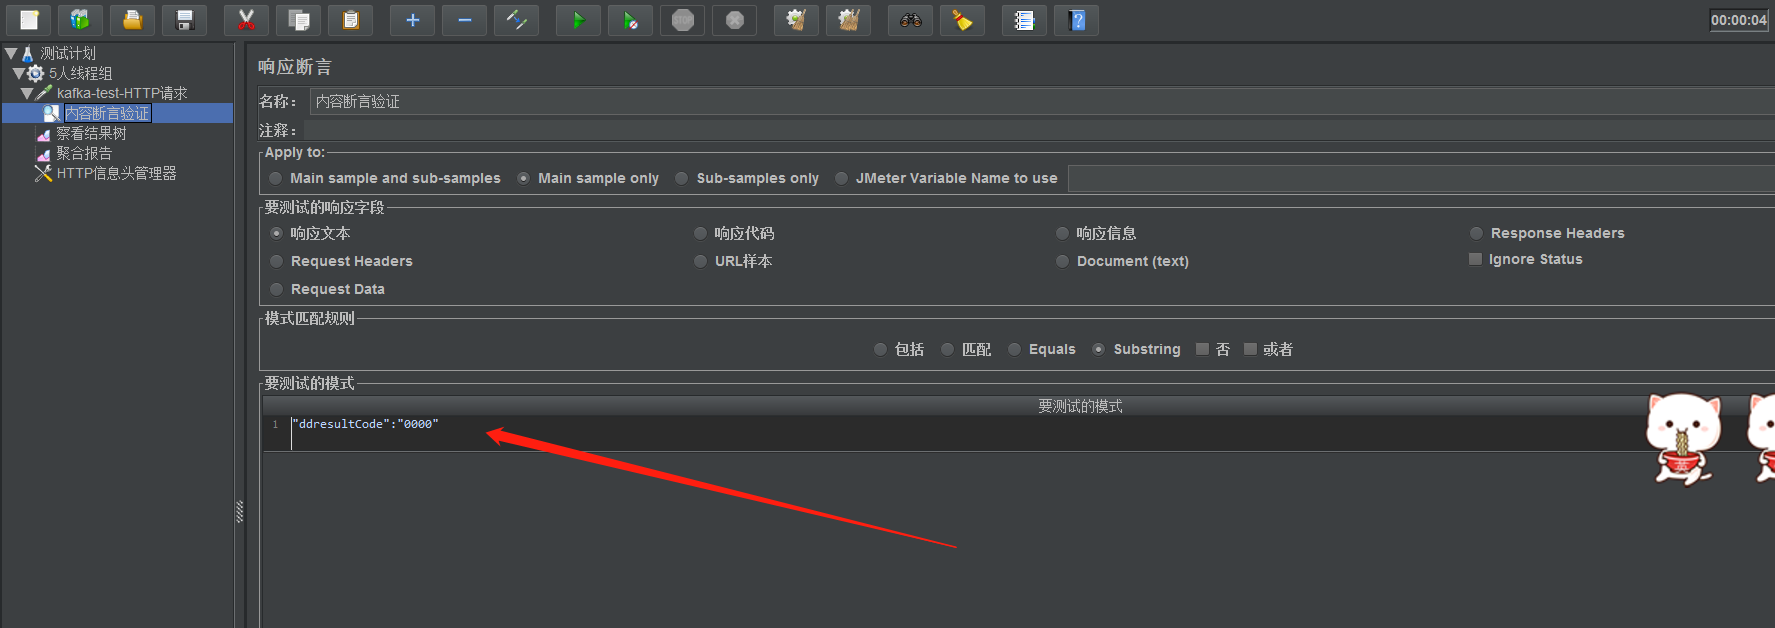 STOP
00:00:04
测试计划
5人线程组
kafka-test-HTTP请求
内容断言验证
察看结果树
聚合报告
HTTP信息头管理器
响应断言
名称： 内容断言验证
注释：
Apply to:
Main sample and sub-samples Main sample only Sub-samples only JMeter Variable Name to use
要测试的响应字段
响应文本 响应代码 响应信息 Response Headers
Request Headers URL样本 Document (text) Ignore Status
Request Data
模式匹配规则
包括 匹配 Equals Substring 否 或者
要测试的模式
要测试的模式
1 "ddresultCode":"0000"
英